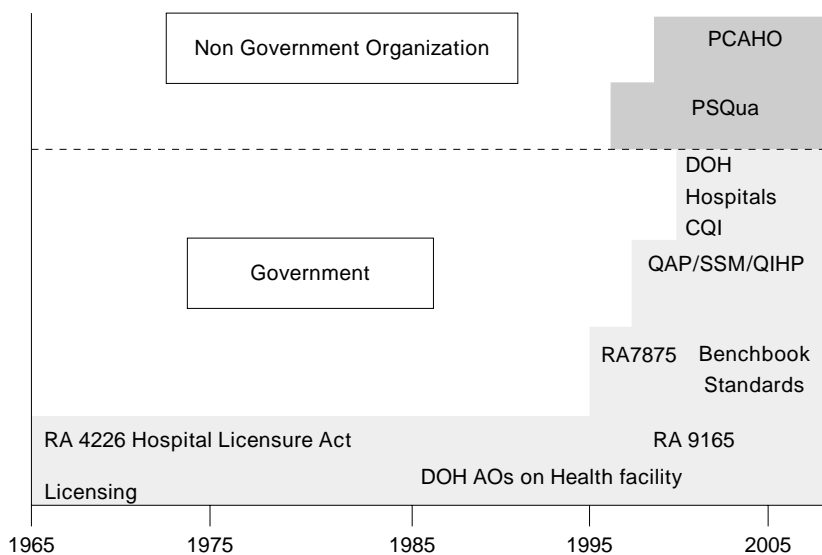 Non Government Organization
PCAHO
PSQua
DOH
Hospitals
CQI
Government
QAP/SSM/QIHP
RA7875 Benchbook
Standards
RA 4226 Hospital Licensure Act RA 9165
DOH AOs on Health facility
Licensing
1965 1975 1985 1995 2005